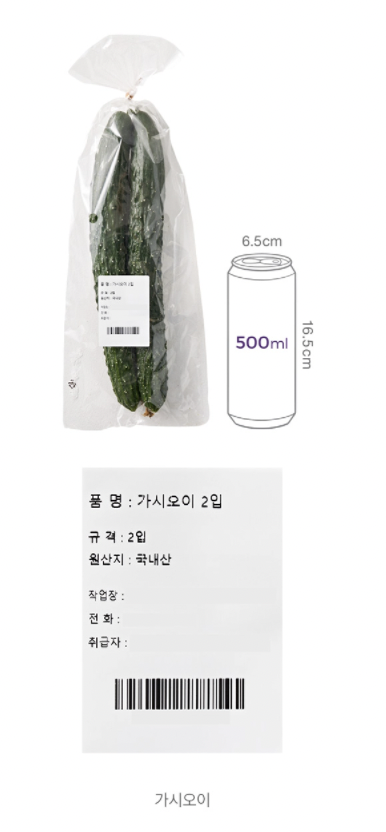 6.5cm
500ml
16.5cm
품 명 : 가시오이 2입
규 격 : 2입
원산지 : 국내산
작업장 :
전 화 :
취급자 :
가시오이